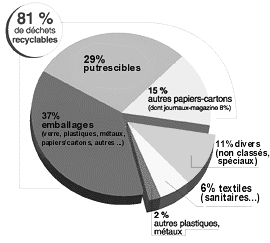 81 %
de déchets
recyclables
29%
putrescibles
15 %
autres papiers-cartons
(dont journaux-magazine 8%)
37%
emballages
(verre, plastiques, métaux,
papiers/cartons, autres ...)
11% divers
(non classés,
spéciaux)
6% textiles
(sanitaires...)
2 %
autres plastiques,
métaux